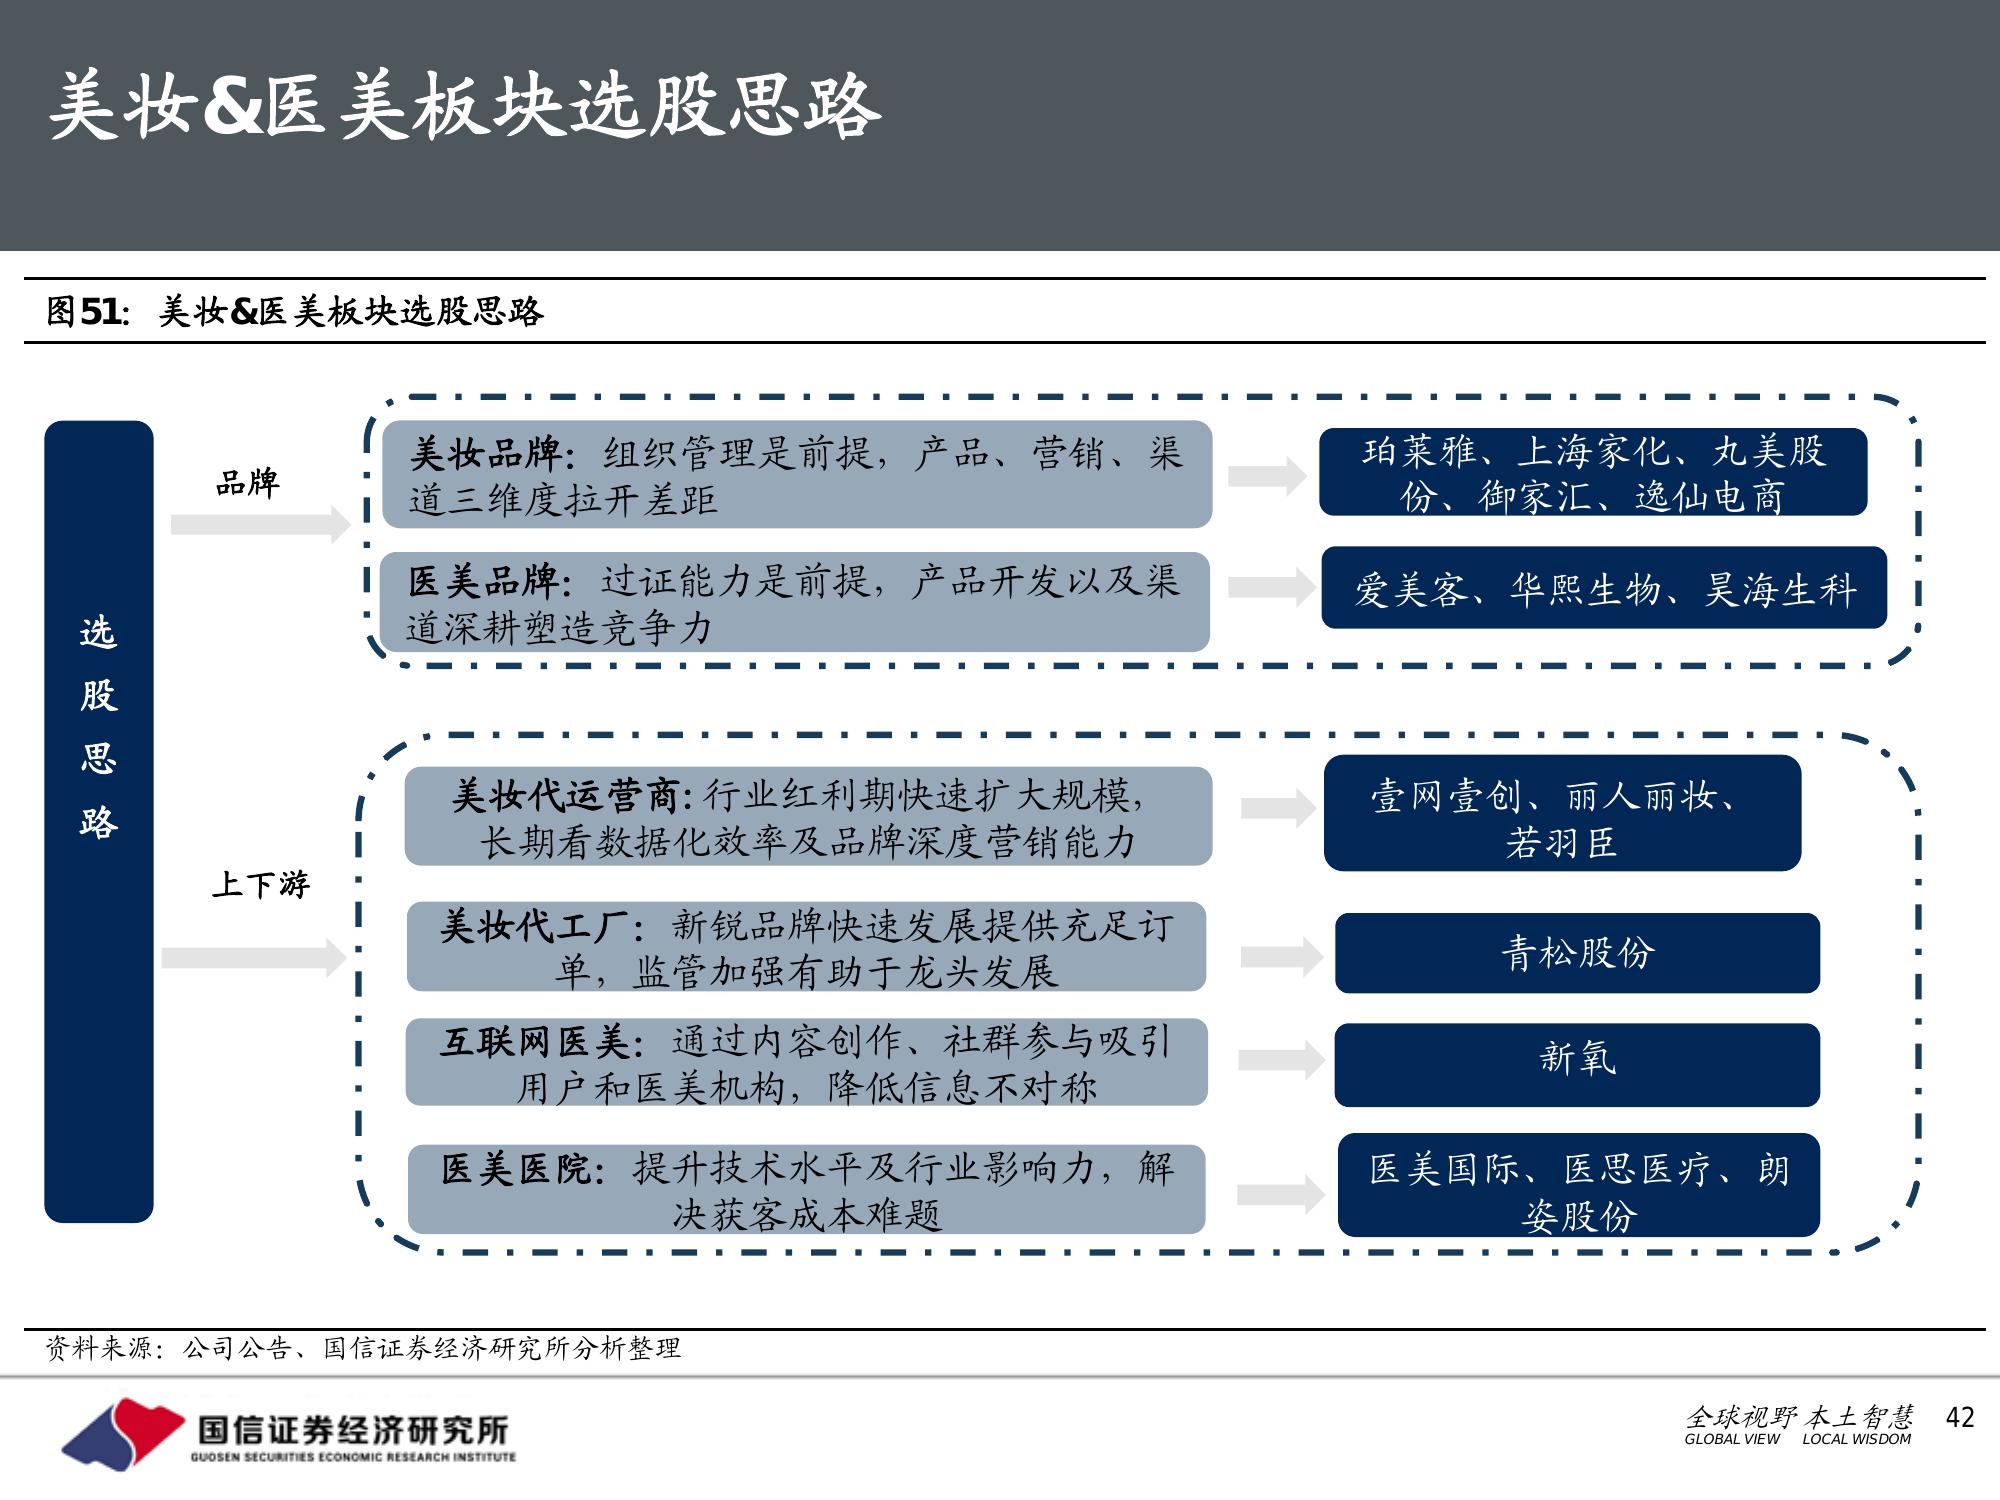 美妆&医美板块选股思路
图51： 美妆&医美板块选股思路
选
股
思
路
品牌
美妆品牌：组织管理是前提，产品、营销、渠
道三维度拉开差距
珀莱雅、上海家化、丸美股
份、御家汇、逸仙电商
医美品牌：过证能力是前提，产品开发以及渠
道深耕塑造竞争力
爱美客、华熙生物、昊海生科
上下游
美妆代运营商：行业红利期快速扩大规模，
长期看数据化效率及品牌深度营销能力
壹网壹创、丽人丽妆、
若羽臣
美妆代工厂：新锐品牌快速发展提供充足订
单，监管加强有助于龙头发展
青松股份
互联网医美：通过内容创作、社群参与吸引
用户和医美机构，降低信息不对称
新氧
医美医院：提升技术水平及行业影响力，解
决获客成本难题
医美国际、医思医疗、朗
姿股份
资料来源：公司公告、国信证券经济研究所分析整理
国信证券经济研究所
GUOSEN SECURITIES ECONOMIC RESEARCH INSTITUTE
全球视野 本土智慧
GLOBAL VIEW LOCAL WISDOM
42